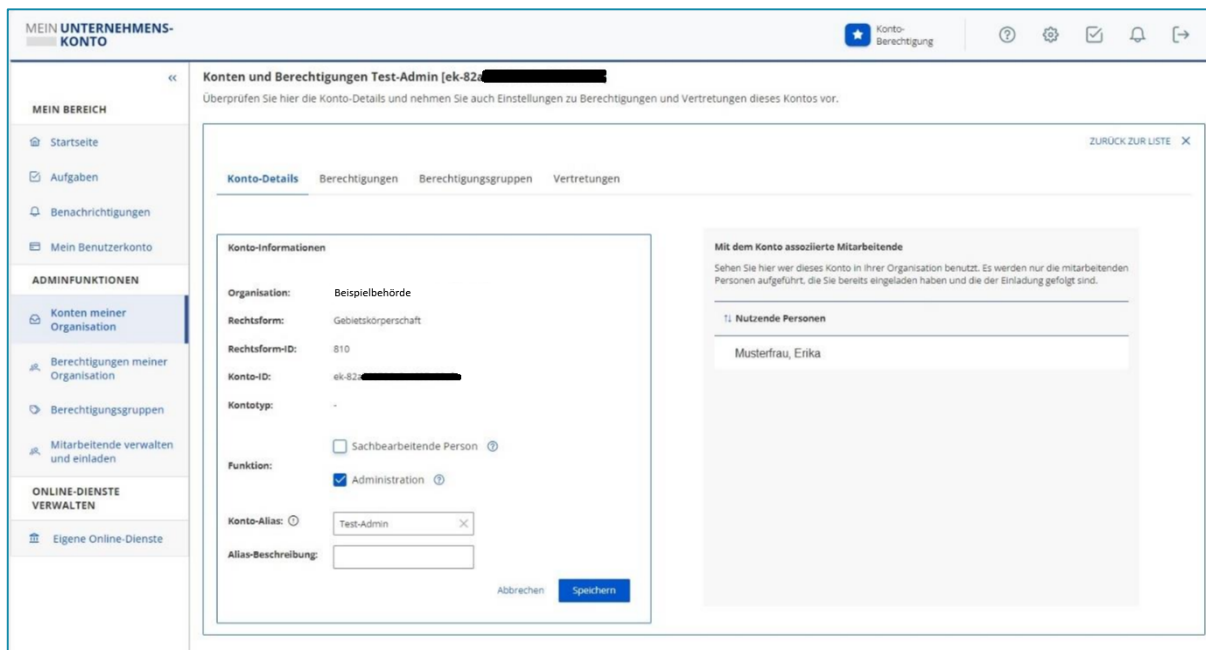 MEIN UNTERNEHMENS-
KONTO
Konto-
Berechtigung
«
MEIN BEREICH
Startseite
Aufgaben
Benachrichtigungen
Mein Benutzerkonto
ADMINFUNKTIONEN
Konten meiner
Organisation
Berechtigungen meiner
Organisation
Berechtigungsgruppen
Mitarbeitende verwalten
und einladen
ONLINE-DIENSTE
VERWALTEN
Eigene Online-Dienste
Konten und Berechtigungen Test-Admin [ek-82a
Überprüfen Sie hier die Konto-Details und nehmen Sie auch Einstellungen zu Berechtigungen und Vertretungen dieses Kontos vor.
ZURÜCK ZUR LISTE
Konto-Details Berechtigungen Berechtigungsgruppen Vertretungen
Konto-Informationen
Organisation: Beispielbehörde
Rechtsform: Gebietskörperschaft
Rechtsform-ID: 810
Konto-ID: ek-82a
Kontotyp: -
Funktion:
Sachbearbeitende Person
Administration
Konto-Alias: Test-Admin
Alias-Beschreibung:
Abbrechen Speichern
Mit dem Konto assoziierte Mitarbeitende
Sehen Sie hier wer dieses Konto in Ihrer Organisation benutzt. Es werden nur die mitarbeitenden
Personen aufgeführt, die Sie bereits eingeladen haben und die der Einladung gefolgt sind.
Nutzende Personen
Musterfrau, Erika